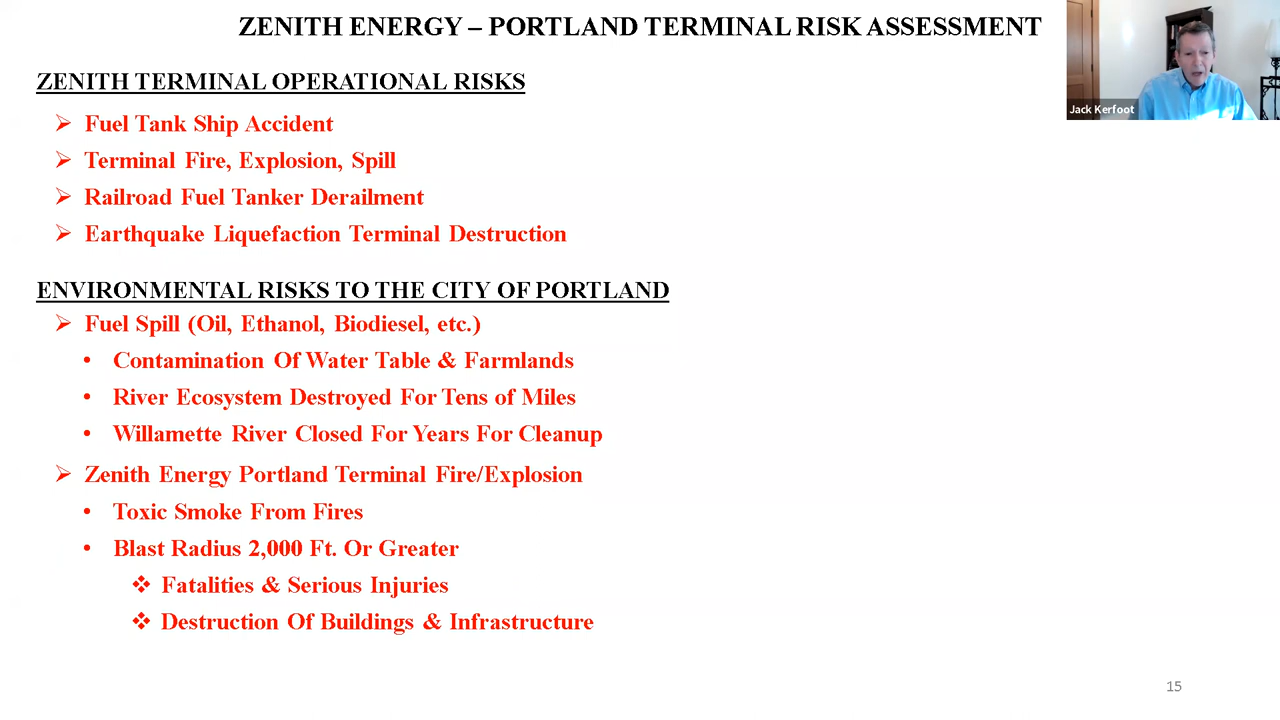 ZENITH ENERGY – PORTLAND TERMINAL RISK ASSESSMENT
Jack Kerfoot
ZENITH TERMINAL OPERATIONAL RISKS
Fuel Tank Ship Accident
Terminal Fire, Explosion, Spill
Railroad Fuel Tanker Derailment
Earthquake Liquefaction Terminal Destruction
ENVIRONMENTAL RISKS TO THE CITY OF PORTLAND
Fuel Spill (Oil, Ethanol, Biodiesel, etc.)
• Contamination Of Water Table & Farmlands
• River Ecosystem Destroyed For Tens of Miles
• Willamette River Closed For Years For Cleanup
Zenith Energy Portland Terminal Fire/Explosion
• Toxic Smoke From Fires
• Blast Radius 2,000 Ft. Or Greater
Fatalities & Serious Injuries
Destruction Of Buildings & Infrastructure
15